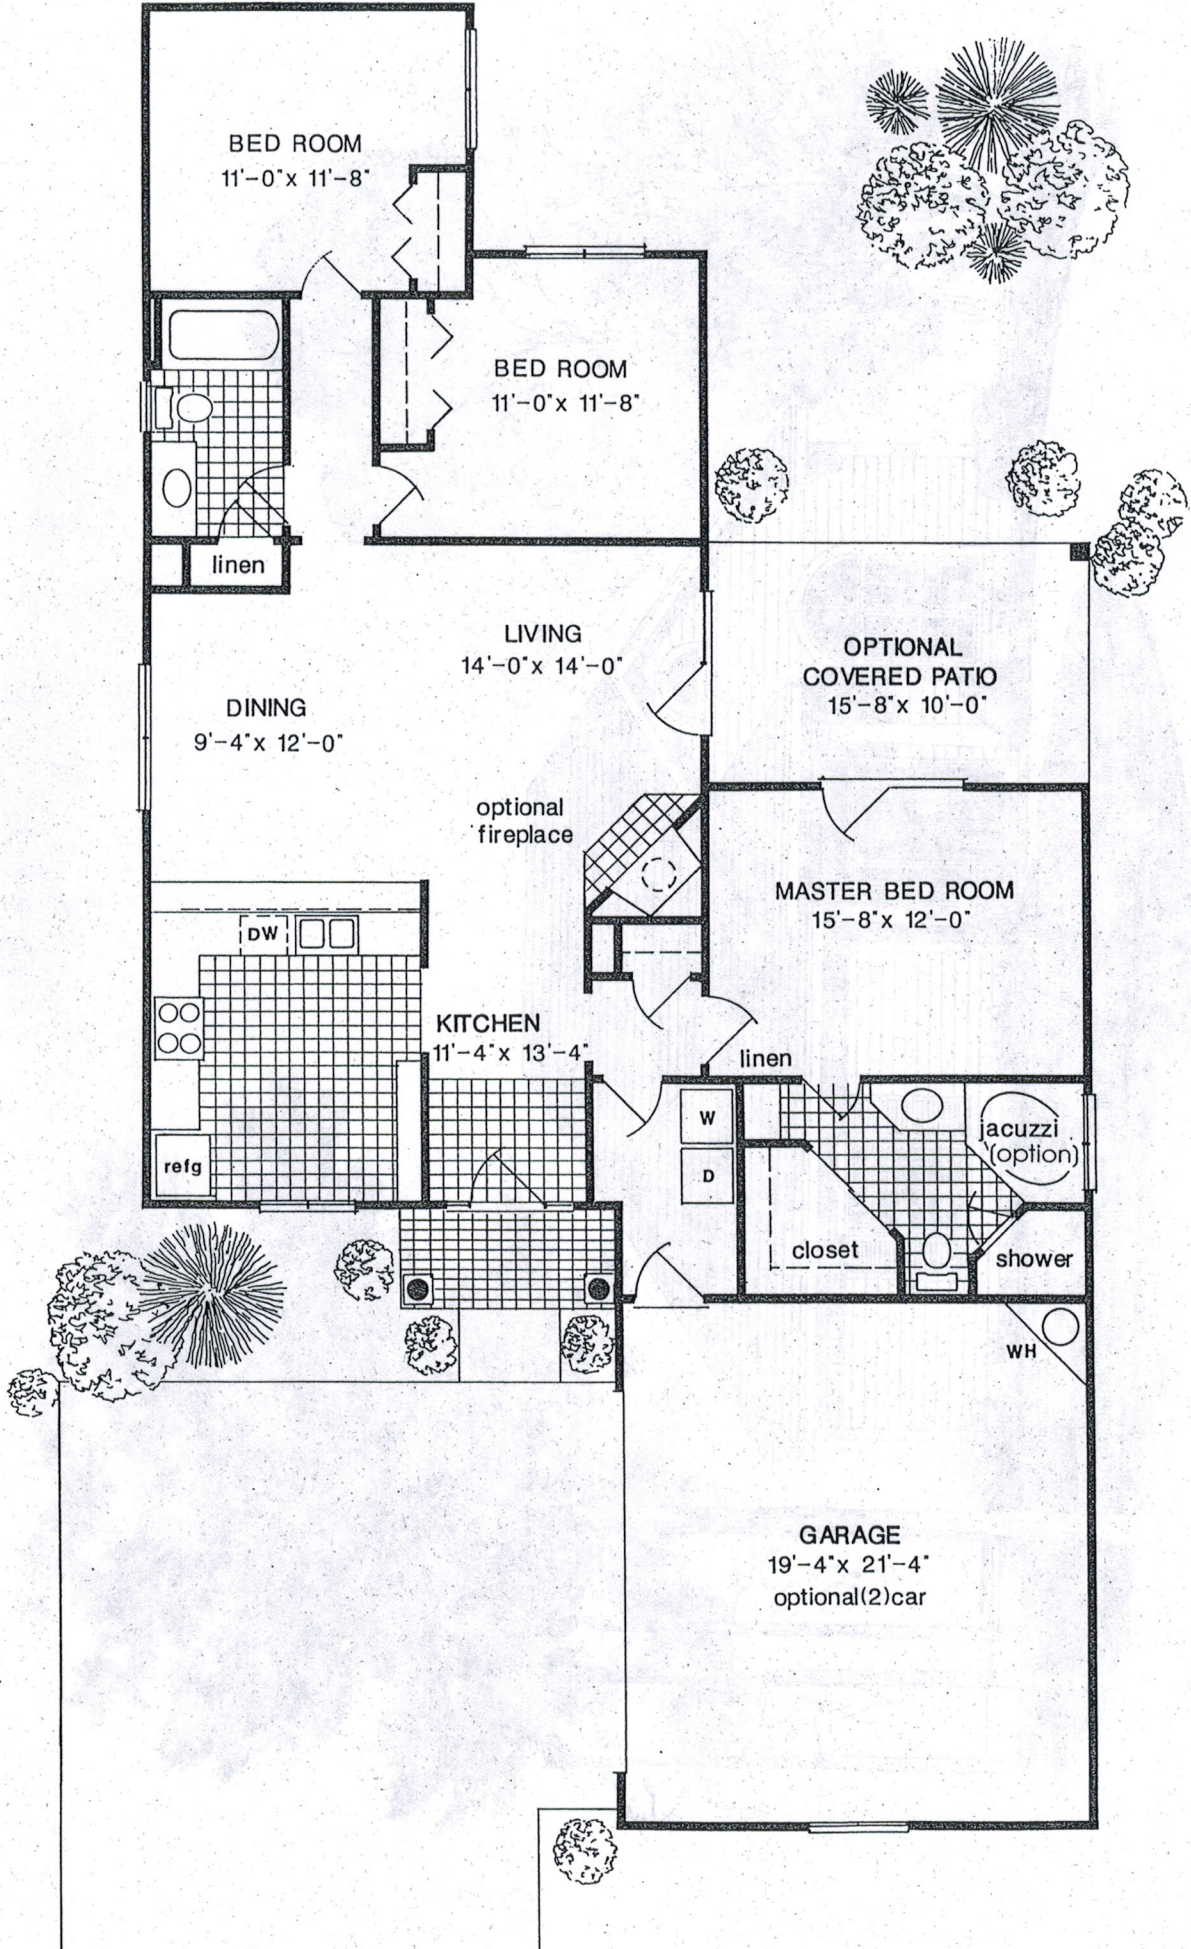 BED ROOM
11'-0"x 11'-8"
BED ROOM
11'-0"x 11'-8"
linen
LIVING
14'-0"x 14'-0"
OPTIONAL
COVERED PATIO
15'-8"x 10'-0"
DINING
9'-4"x 12'-0"
optional
fireplace
MASTER BED ROOM
15'-8"x 12'-0"
DW
KITCHEN
11'-4"x 13'-4"
linen
W
D
refg
jacuzzi
(option)
closet
shower
WH
GARAGE
19'-4"x 21'-4"
optional(2)car